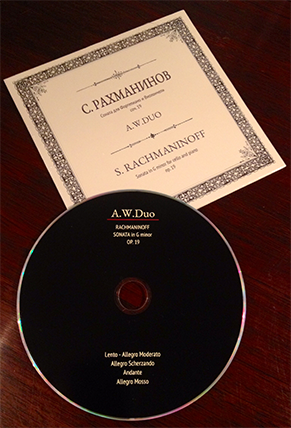 С. РАХМАНИНОВ
Соната для Виолончели и Фортепиано
соч. 19
A.W.DUO
S. RACHMANINOFF
Sonata in G minor for cello and piano
op. 19
A.W.Duo
RACHMANINOFF
SONATA in G minor
OP. 19
Lento - Allegro Moderato
Allegro Scherzando
Andante
Allegro Mosso